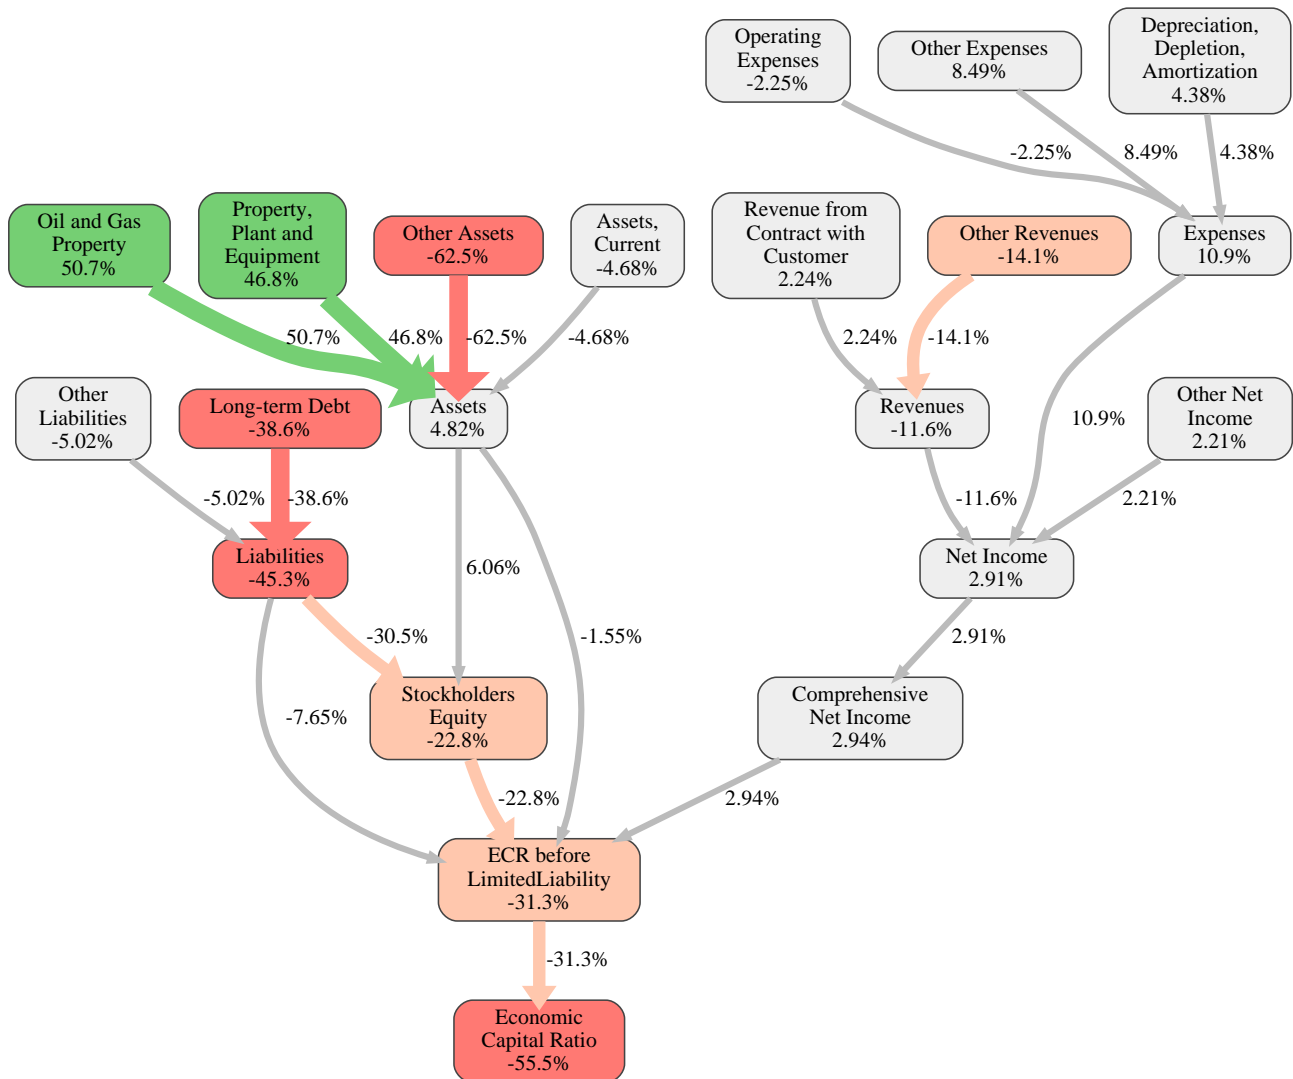 Operating
Expenses
-2.25%
Other Expenses
8.49%
Depreciation,
Depletion,
Amortization
4.38%
-2.25%
8.49%
4.38%
Oil and Gas
Property
50.7%
Property,
Plant and
Equipment
46.8%
Other Assets
-62.5%
Assets,
Current
-4.68%
Revenue from
Contract with
Customer
2.24%
Other Revenues
-14.1%
Expenses
10.9%
50.7%
46.8%
-62.5%
-4.68%
2.24%
-14.1%
Other
Liabilities
-5.02%
Long-term Debt
-38.6%
Assets
4.82%
Revenues
-11.6%
10.9%
Other Net
Income
2.21%
-5.02%
-38.6%
-11.6%
2.21%
Liabilities
-45.3%
6.06%
Net Income
2.91%
-30.5%
-1.55%
2.91%
-7.65%
Stockholders
Equity
-22.8%
Comprehensive
Net Income
2.94%
-22.8%
2.94%
ECR before
LimitedLiability
-31.3%
-31.3%
Economic
Capital Ratio
-55.5%